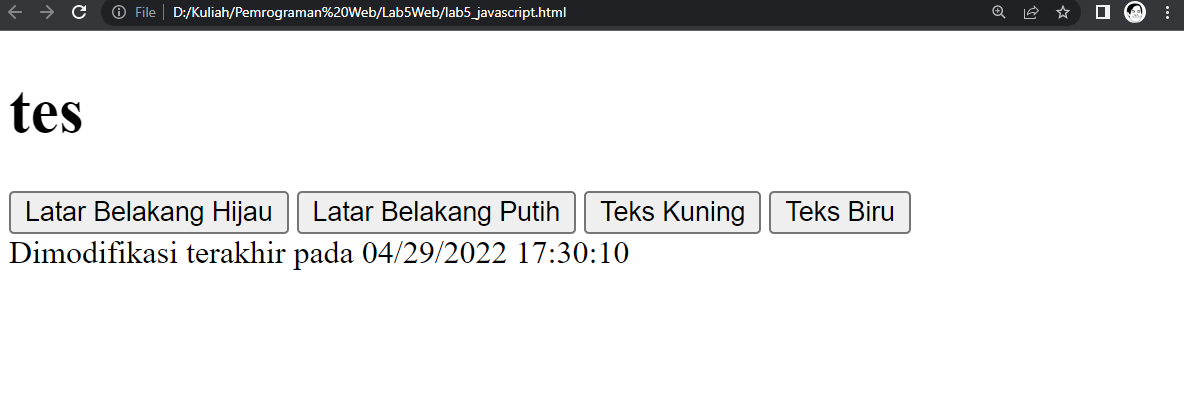 File D:/Kuliah/Pemrograman%20Web/Lab5Web/lab5_javascript.html
tes
Latar Belakang Hijau Latar Belakang Putih Teks Kuning Teks Biru
Dimodifikasi terakhir pada 04/29/2022 17:30:10